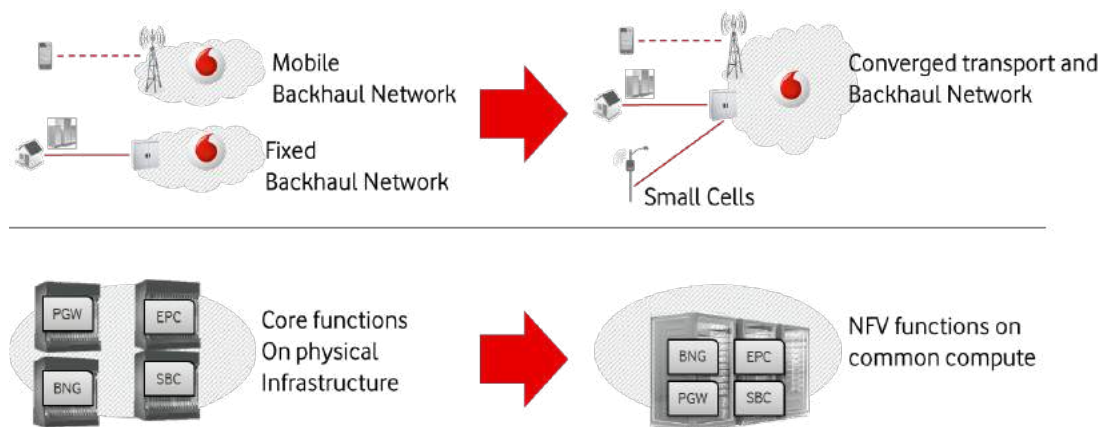 Mobile
Backhaul Network
Fixed
Backhaul Network
Converged transport and
Backhaul Network
Small Cells
PGW
EPC
BNG
SBC
Core functions
On physical
Infrastructure
BNG
EPC
PGW
SBC
NFV functions on
common compute